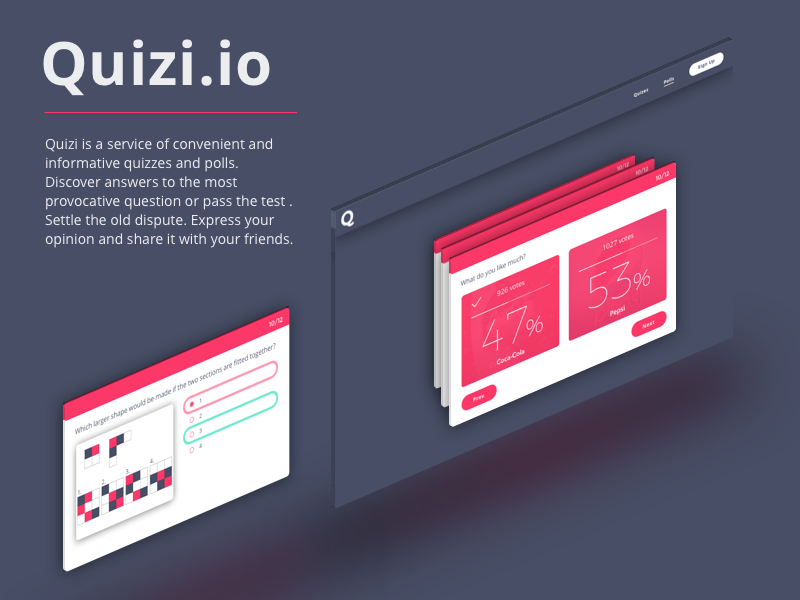 Quizi.io
Quizi is a service of convenient and
informative quizzes and polls.
Discover answers to the most
provocative question or pass the test .
Settle the old dispute. Express your
opinion and share it with your friends.
Q
Quizes
Polls
Sign Up
10/12
10/12
10/12
What do you like much?
926 votes
47%
Coca-Cola
1027 votes
53%
Pepsi
Prev
Next
10/12
Which larger shape would be made if the two sections are fitted together?
1
2
3
4
1.
2.
3.
4.